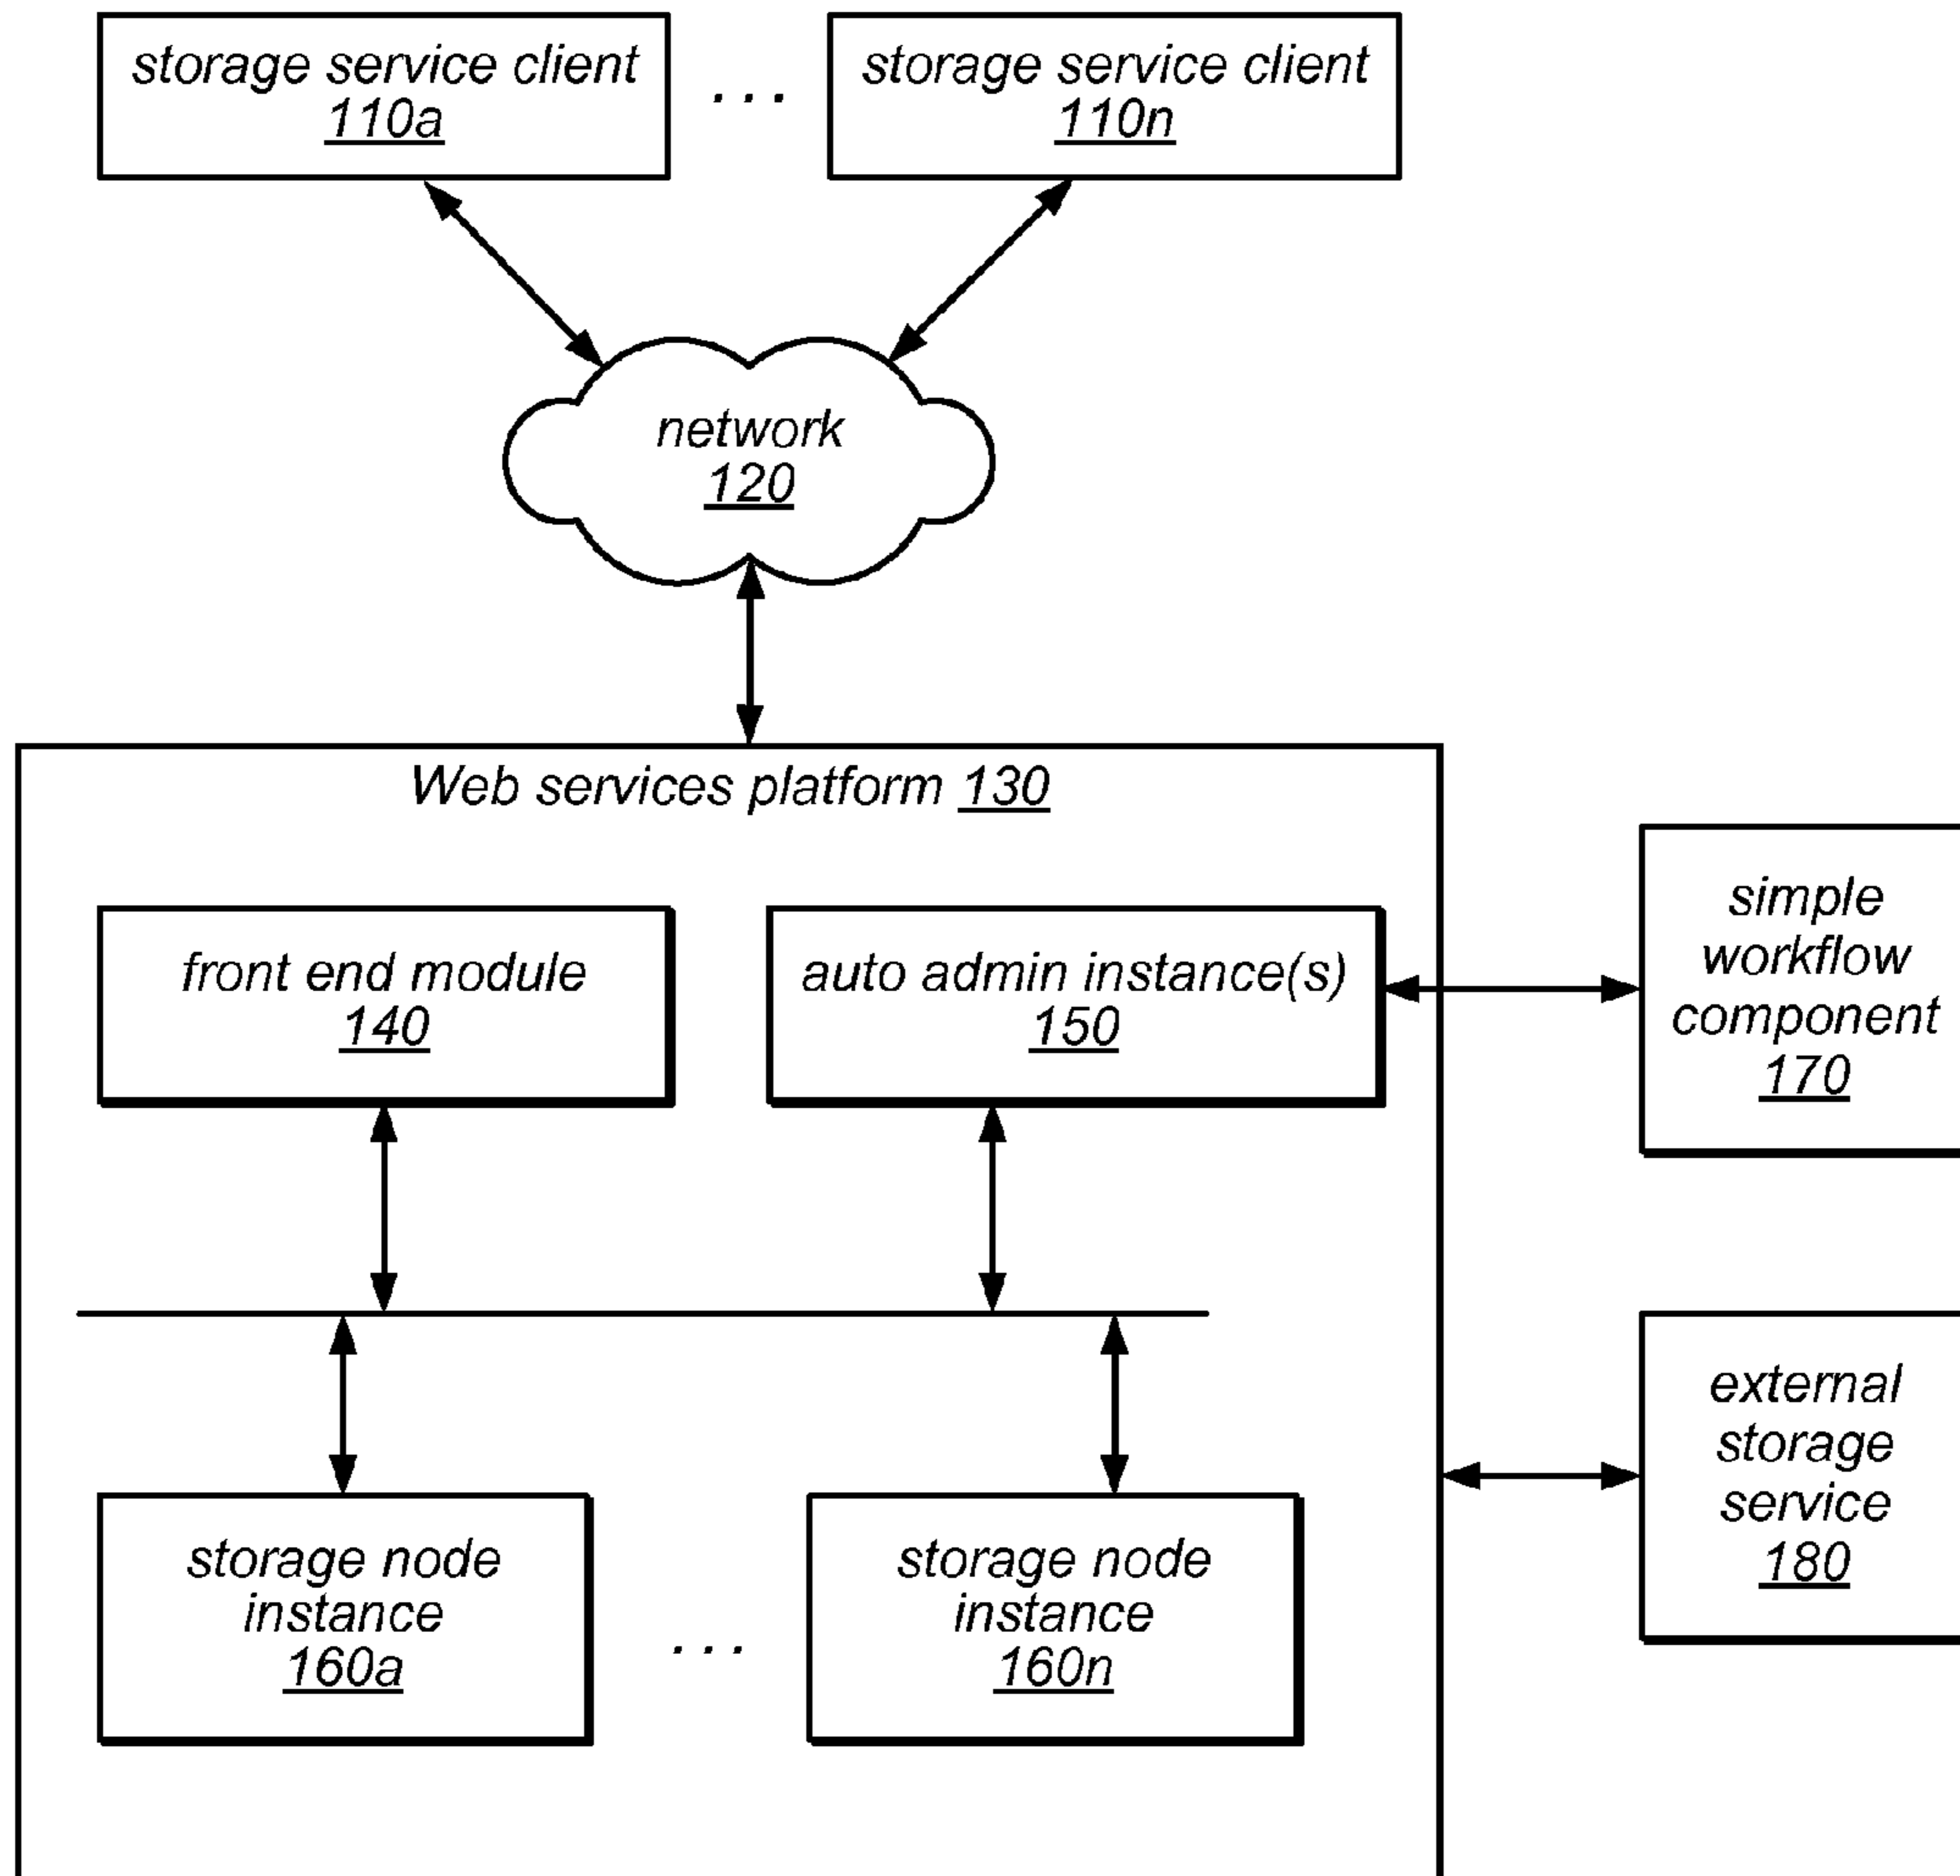 storage service client
110a
. . .
storage service client
110n
network
120
Web services platform 130
front end module
140
auto admin instance(s)
150
simple
workflow
component
170
external
storage
service
180
storage node
instance
160a
. . .
storage node
instance
160n